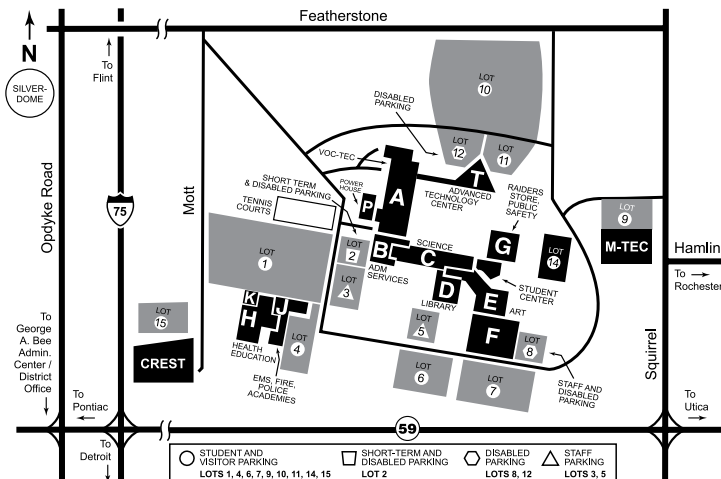 Featherstone
N
To
Flint
SILVER-
DOME
LOT
10
DISABLED
PARKING
LOT
12
LOT
11
VOC-TEC
T
ADVANCED
TECHNOLOGY
CENTER
SHORT TERM
& DISABLED PARKING
POWER
HOUSE
A
P
RAIDERS
STORE,
PUBLIC
SAFETY
TENNIS
COURTS
Opdyke Road
75
Mott
LOT
9
M-TEC
Hamlin
To
Rochester
LOT
1
LOT
2
B
ADM
SERVICES
SCIENCE
C
G
14
STUDENT
CENTER
LOT
3
D
LIBRARY
E
ART
K
H
J
HEALTH
EDUCATION
LOT
4
EMS, FIRE,
POLICE
ACADEMIES
LOT
5
F
LOT
8
STAFF AND
DISABLED
PARKING
LOT
6
LOT
7
LOT
15
CREST
To
George
A. Bee
Admin.
Center /
District
Office
Squirrel
To
Pontiac
To
Utica
To
Detroit
59
STUDENT AND
VISITOR PARKING
LOTS 1, 4, 6, 7, 9, 10, 11, 14, 15
SHORT-TERM AND
DISABLED PARKING
LOT 2
DISABLED
PARKING
LOTS 8, 12
STAFF
PARKING
LOTS 3, 5